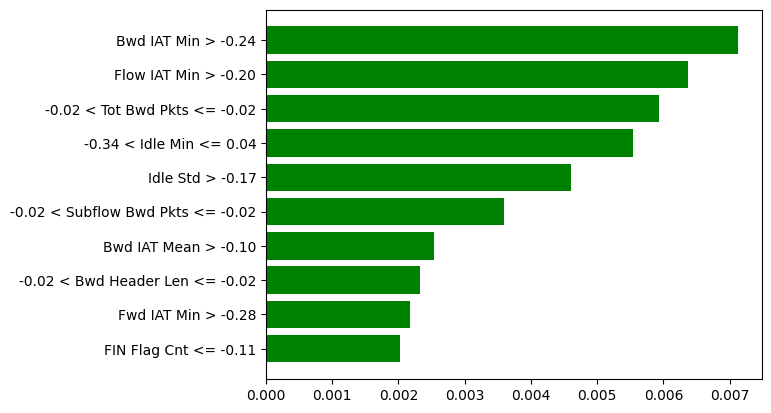 Bwd IAT Min > -0.24
Flow IAT Min > -0.20
-0.02 < Tot Bwd Pkts <= -0.02
-0.34 < Idle Min <= 0.04
Idle Std > -0.17
-0.02 < Subflow Bwd Pkts <= -0.02
Bwd IAT Mean > -0.10
-0.02 < Bwd Header Len <= -0.02
Fwd IAT Min > -0.28
FIN Flag Cnt <= -0.11
0.000 0.001 0.002 0.003 0.004 0.005 0.006 0.007